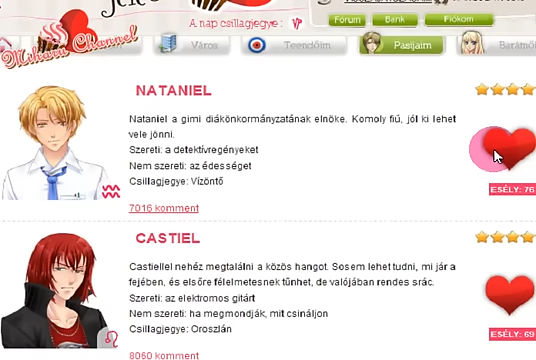 A nap csillagjegye :
Fórum
Bank
Fiókom
Miharu Channel
Város
Teendőim
Pasijaim
Barátnői
NATANIEL
Nataniel a gimi diákönkormányzatának elnöke. Komoly fiú, jól ki lehet
vele jönni.
Szereti: a detektívregényeket
Nem szereti: az édességet
Csillagjegye: Vízöntő
ESÉLY: 76
7016 komment
CASTIEL
Castiellel nehéz megtalálni a közös hangot. Sosem lehet tudni, mi jár a
fejében, és elsőre félelmetesnek tűnhet, de valójában rendes srác.
Szereti: az elektromos gitárt
Nem szereti: ha megmondják, mit csináljon
Csillagjegye: Oroszlán
ESÉLY: 69
8060 komment